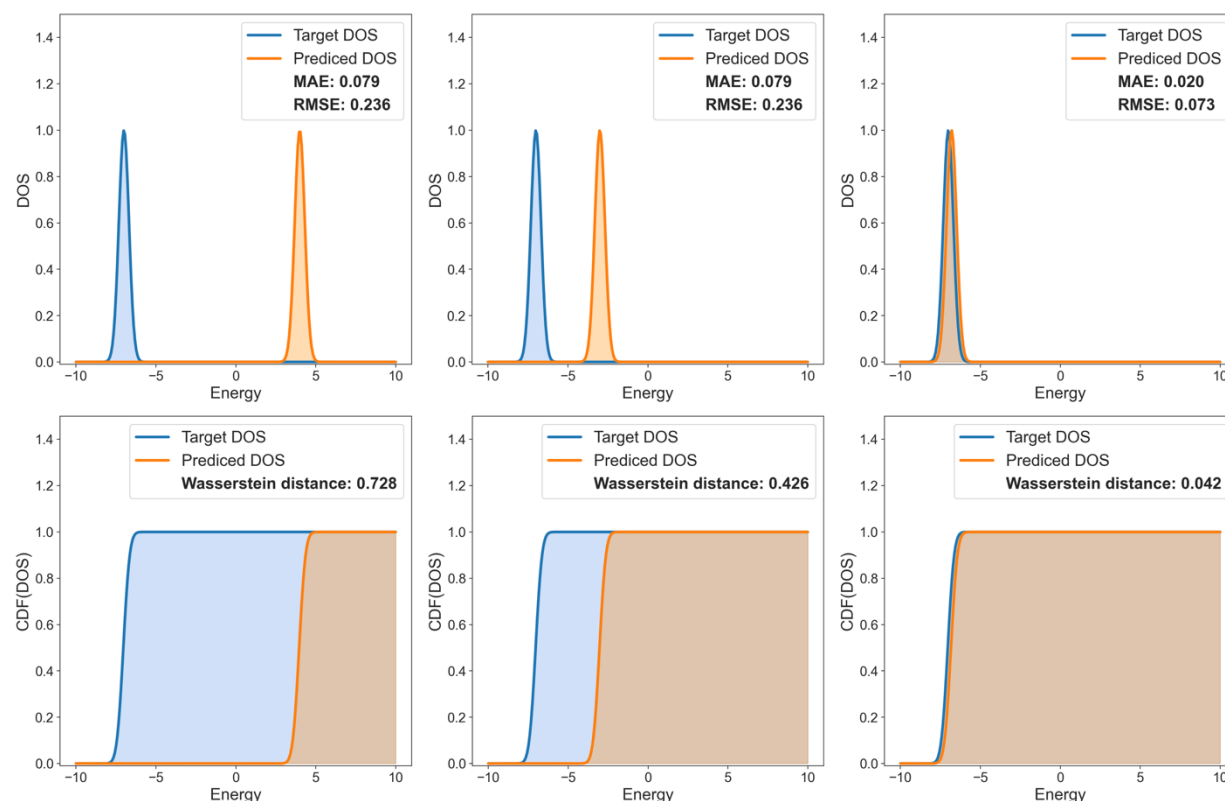 Target DOS
Prediced DOS
MAE: 0.079
RMSE: 0.236
1.4
1.2
1.0
0.8
0.6
0.4
0.2
0.0
DOS
−10 −5 0 5 10
Energy
Target DOS
Prediced DOS
MAE: 0.079
RMSE: 0.236
1.4
1.2
1.0
0.8
0.6
0.4
0.2
0.0
DOS
−10 −5 0 5 10
Energy
Target DOS
Prediced DOS
MAE: 0.020
RMSE: 0.073
1.4
1.2
1.0
0.8
0.6
0.4
0.2
0.0
DOS
−10 −5 0 5 10
Energy
Target DOS
Prediced DOS
Wasserstein distance: 0.728
1.4
1.2
1.0
0.8
0.6
0.4
0.2
0.0
CDF(DOS)
−10 −5 0 5 10
Energy
Target DOS
Prediced DOS
Wasserstein distance: 0.426
1.4
1.2
1.0
0.8
0.6
0.4
0.2
0.0
CDF(DOS)
−10 −5 0 5 10
Energy
Target DOS
Prediced DOS
Wasserstein distance: 0.042
1.4
1.2
1.0
0.8
0.6
0.4
0.2
0.0
CDF(DOS)
−10 −5 0 5 10
Energy